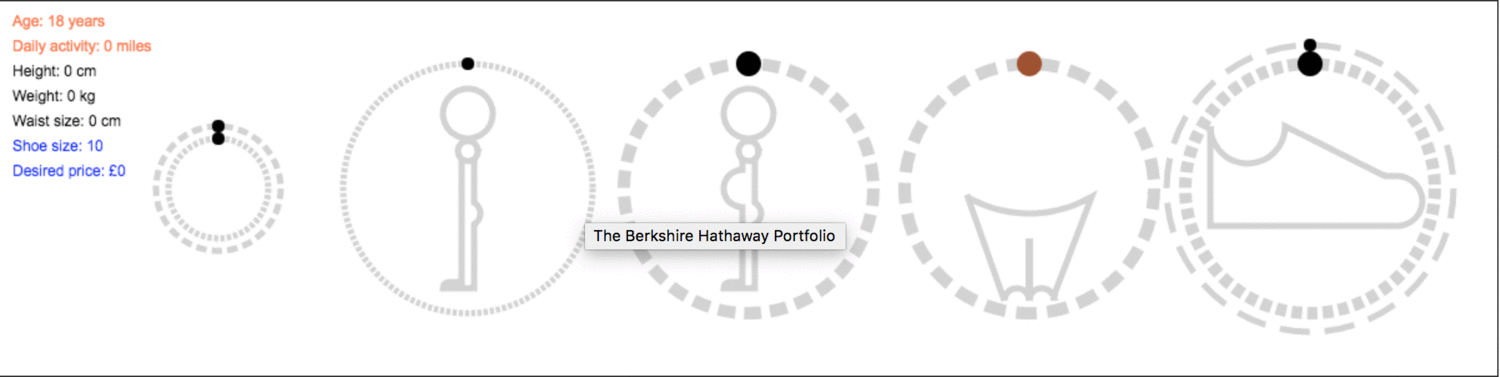 Age: 18 years
Daily activity: 0 miles
Height: 0 cm
Weight: 0 kg
Waist size: 0 cm
Shoe size: 10
Desired price: £0
The Berkshire Hathaway Portfolio